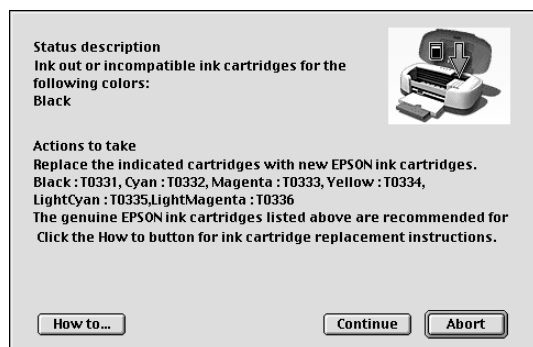 Status description
Ink out or incompatible ink cartridges for the
following colors:
Black
Actions to take
Replace the indicated cartridges with new EPSON ink cartridges.
Black : T0331, Cyan : T0332, Magenta : T0333, Yellow : T0334,
LightCyan : T0335,LightMagenta : T0336
The genuine EPSON ink cartridges listed above are recommended for
Click the How to button for ink cartridge replacement instructions.
How to...
Continue
Abort